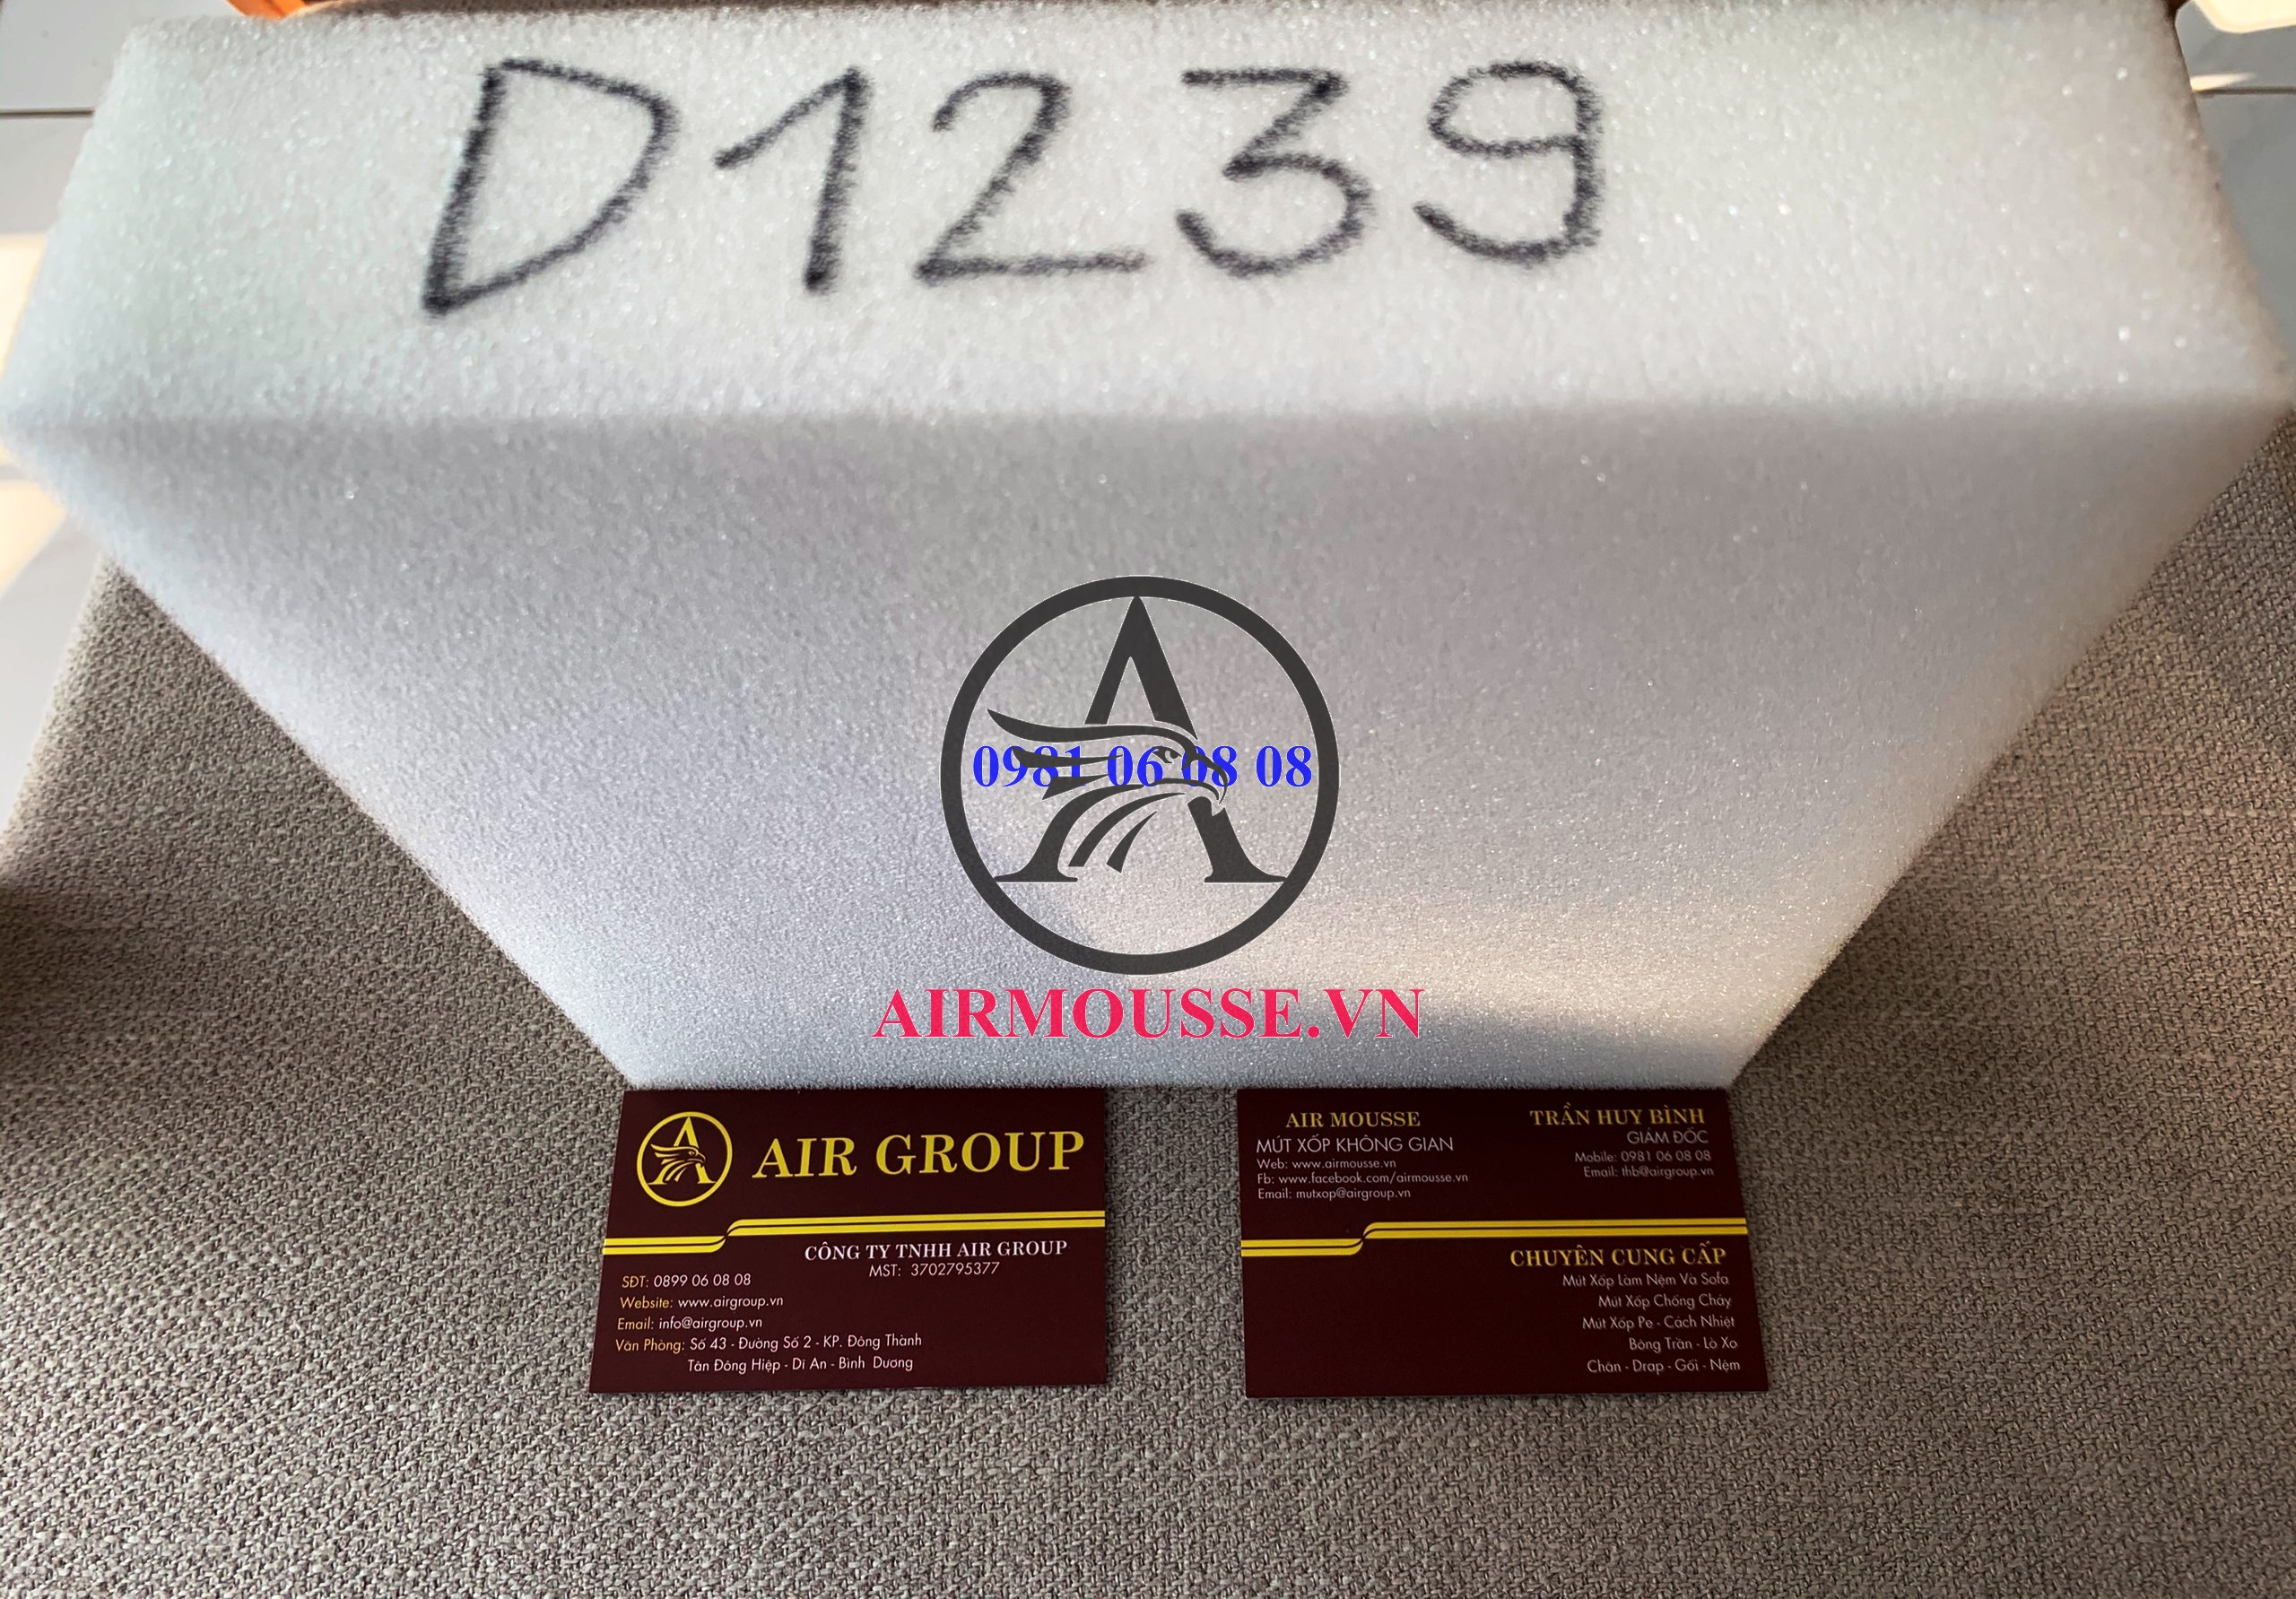 D1239
0981 06 08 08
AIRMOUSSE.VN
AIR GROUP
CÔNG TY TNHH AIR GROUP
MST: 3702795377
SĐT: 0899 06 08 08
Website: www.airgroup.vn
Email: info@airgroup.vn
Văn Phòng: Số 43 - Đường Số 2 - KP. Đông Thành
Tân Đông Hiệp - Dĩ An - Bình Dương
AIR MOUSSE
MÚT XỐP KHÔNG GIAN
Web: www.airmousse.vn
Fb: www.facebook.com/airmousse.vn
Email: mutxop@airgroup.vn
TRẦN HUY BÌNH
GIÁM ĐỐC
Mobile: 0981 06 08 08
Email: thb@airgroup.vn
CHUYÊN CUNG CẤP
Mút Xốp Làm Nệm Và Sofa
Mút Xốp Chống Cháy
Mút Xốp Pe - Cách Nhiệt
Bông Trần - Lò Xo
Chăn - Drap - Gối - Nệm